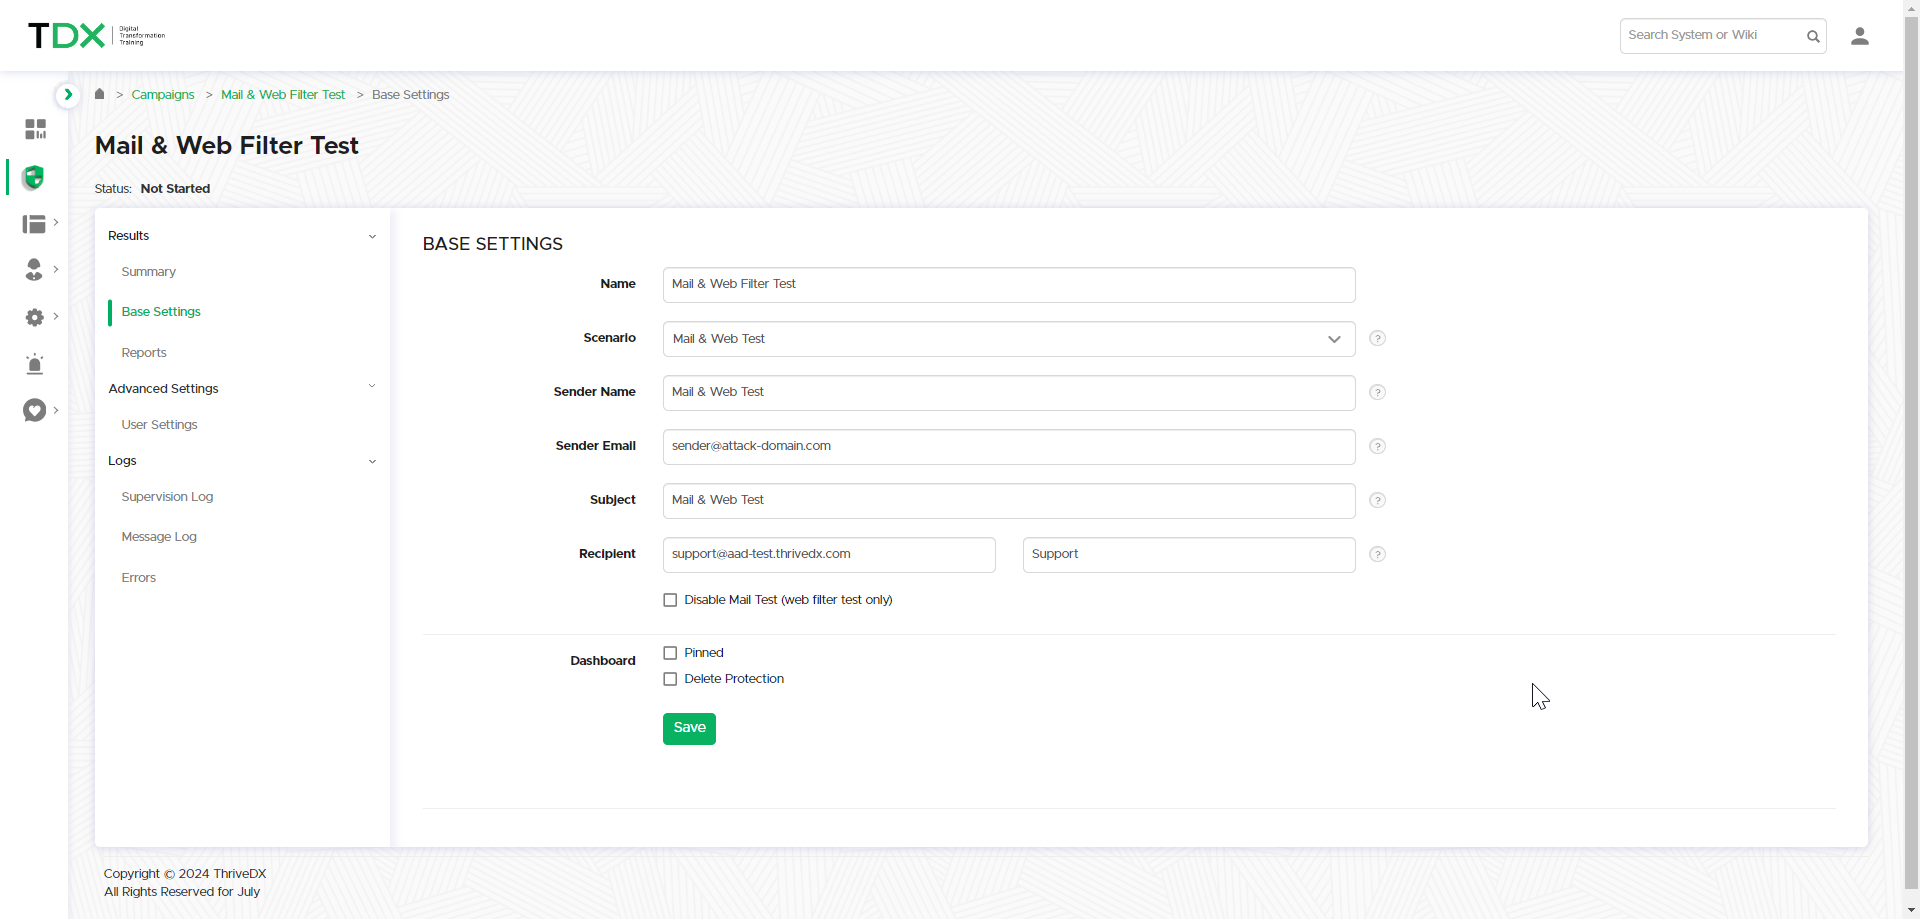 TDX
Digital
Transformation
Training
Search System or Wiki
> Campaigns > Mail & Web Filter Test > Base Settings
Mail & Web Filter Test
Status: Not Started
Results
Summary
Base Settings
Reports
Advanced Settings
User Settings
Logs
Supervision Log
Message Log
Errors
BASE SETTINGS
Name
Mail & Web Filter Test
Scenario
Mail & Web Test
?
Sender Name
Mail & Web Test
?
Sender Email
sender@attack-domain.com
?
Subject
Mail & Web Test
?
Recipient
support@aad-test.thrivedx.com
Support
?
Disable Mail Test (web filter test only)
Dashboard
Pinned
Delete Protection
Save
Copyright © 2024 ThriveDX
All Rights Reserved for July